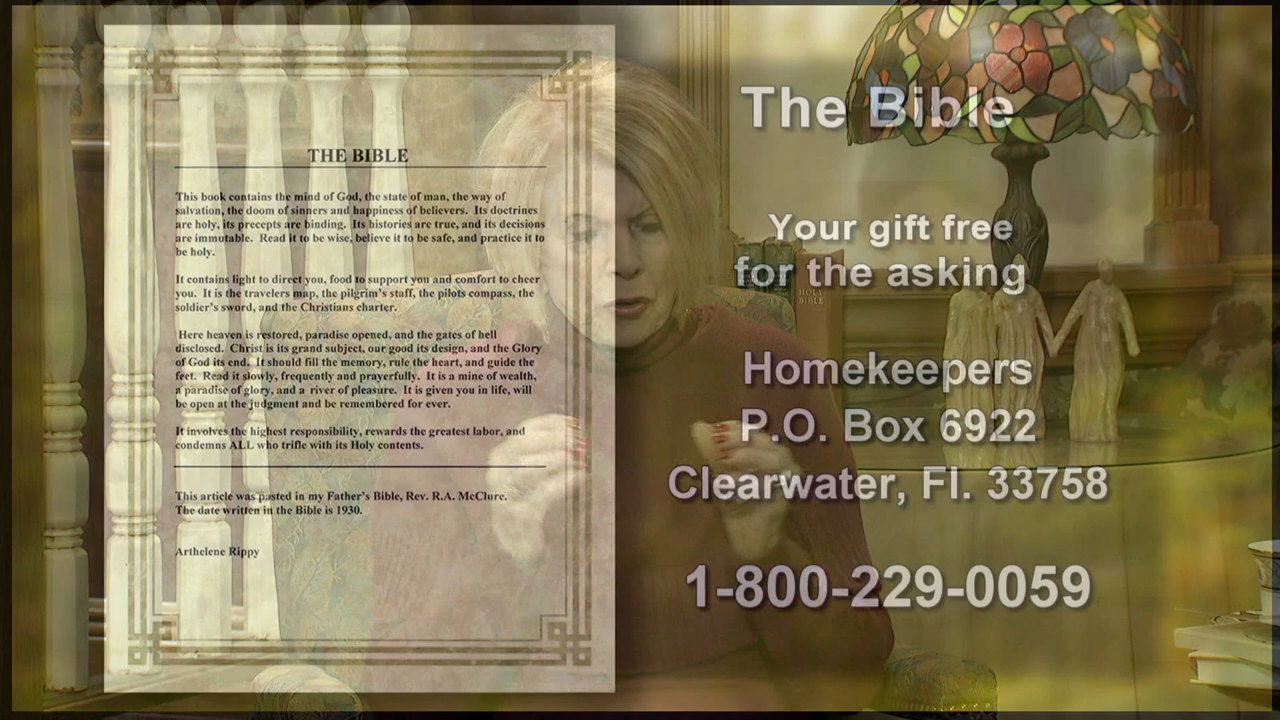 THE BIBLE
This book contains the mind of God, the state of man, the way of
salvation, the doom of sinners and happiness of believers. Its doctrines
are holy, its precepts are binding. Its histories are true, and its decisions
are immutable. Read it to be wise, believe it to be safe, and practice it to
be holy.
It contains light to direct you, food to support you and comfort to cheer
you. It is the travelers map, the pilgrim's staff, the pilots compass, the
soldier's sword, and the Christians charter.
Here heaven is restored, paradise opened, and the gates of hell
disclosed. Christ is its grand subject, our good its design, and the Glory
of God its end. It should fill the memory, rule the heart, and guide the
feet. Read it slowly, frequently and prayerfully. It is a mine of wealth,
a paradise of glory, and a river of pleasure. It is given you in life, will
be open at the judgment and be remembered for ever.
It involves the highest responsibility, rewards the greatest labor, and
condemns ALL who trifle with its Holy contents.
This article was pasted in my Father's Bible, Rev. R.A. McClure.
The date written in the Bible is 1930.
Arthelene Rippy
The Bible
Your gift free
for the asking
HOLY
BIBLE
Homekeepers
P.O. Box 6922
Clearwater, Fl. 33758
1-800-229-0059